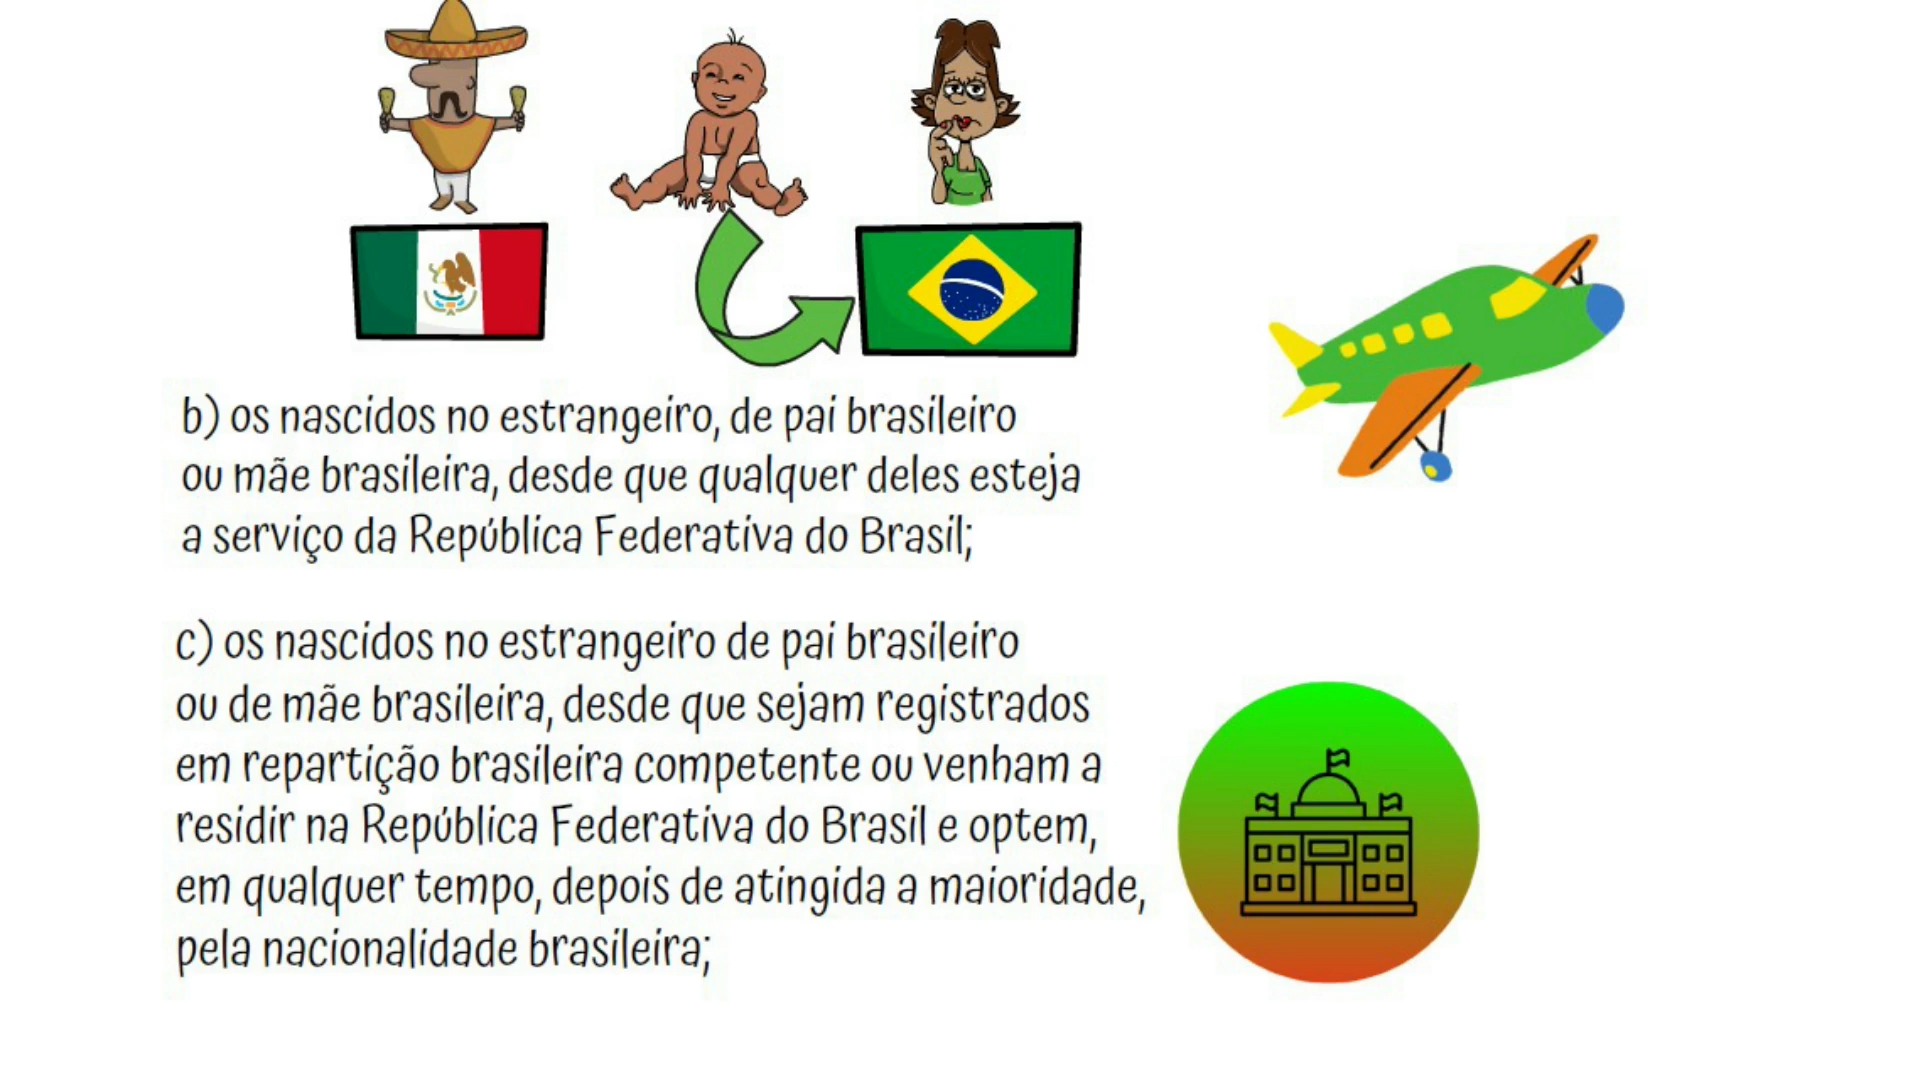 b) os nascidos no estrangeiro, de pai brasileiro
ou mãe brasileira, desde que qualquer deles esteja
a serviço da República Federativa do Brasil;
c) os nascidos no estrangeiro de pai brasileiro
ou de mãe brasileira, desde que sejam registrados
em repartição brasileira competente ou venham a
residir na República Federativa do Brasil e optem,
em qualquer tempo, depois de atingida a maioridade,
pela nacionalidade brasileira;